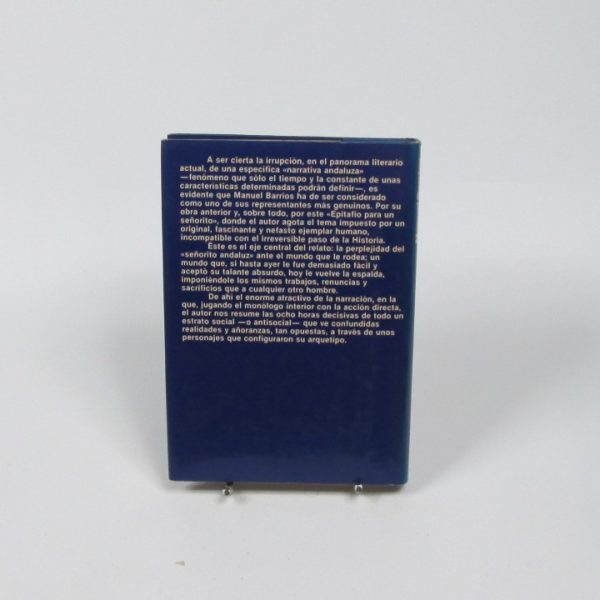 A ser cierta la irrupción, en el panorama literario
actual, de una específica «narrativa andaluza»
—fenómeno que sólo el tiempo y la constante de unas
características determinadas podrán definir—, es
evidente que Manuel Barrios ha de ser considerado
como uno de sus representantes más genuinos. Por su
obra anterior y, sobre todo, por este «Epitafio para un
señorito», donde el autor agota el tema impuesto por un
original, fascinante y nefasto ejemplar humano,
incompatible con el irreversible paso de la Historia.
Este es el eje central del relato: la perplejidad del
«señorito andaluz» ante el mundo que le rodea; un
mundo que, si hasta ayer le fue demasiado fácil y
aceptó su talante absurdo, hoy le vuelve la espalda,
imponiéndole los mismos trabajos, renuncias y
sacrificios que a cualquier otro hombre.
De ahí el enorme atractivo de la narración, en la
que, jugando el monólogo interior con la acción directa,
el autor nos resume las ocho horas decisivas de todo un
estrato social —o antisocial— que ve confundidas
realidades y añoranzas, tan opuestas, a través de unos
personajes que configuraron su arquetipo.